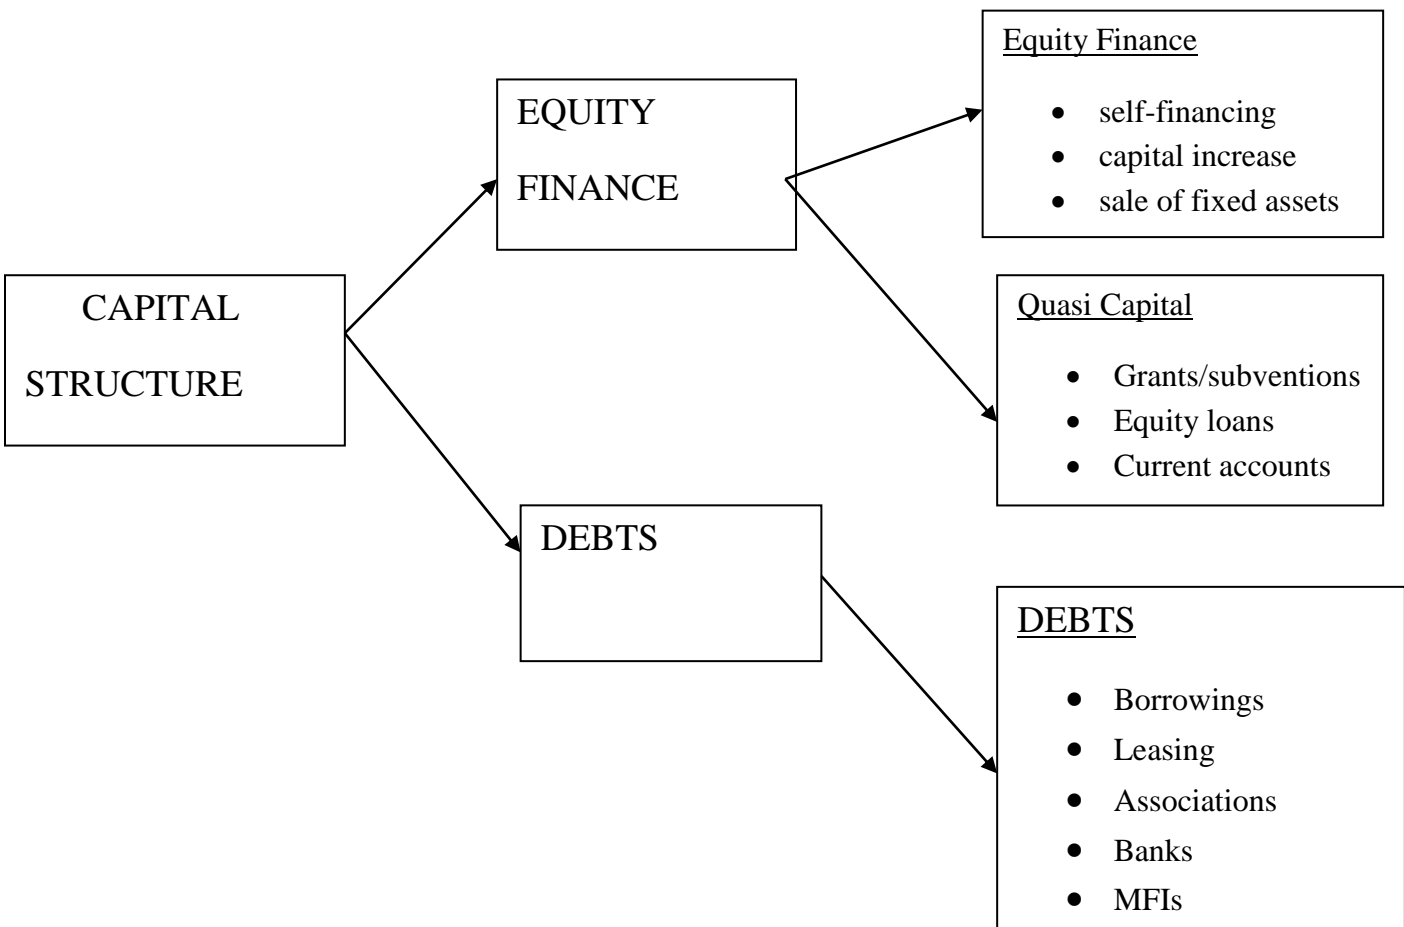 CAPITAL
STRUCTURE
EQUITY
FINANCE
DEBTS
Equity Finance
• self-financing
• capital increase
• sale of fixed assets
Quasi Capital
• Grants/subventions
• Equity loans
• Current accounts
DEBTS
• Borrowings
• Leasing
• Associations
• Banks
• MFIs